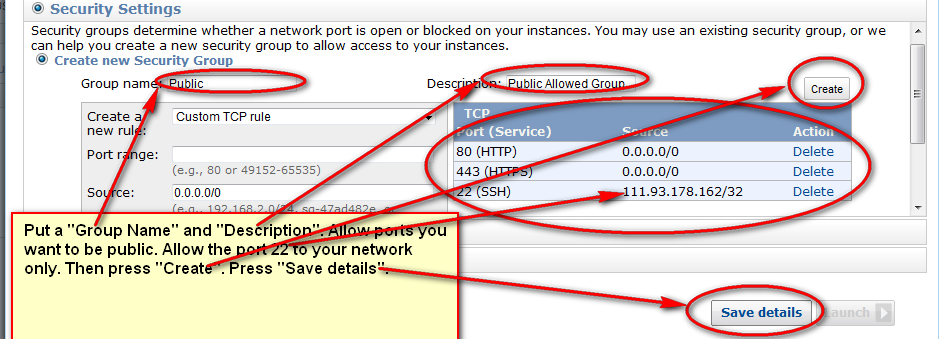 Security Settings
Security groups determine whether a network port is open or blocked on your instances. You may use an existing security group, or we
can help you create a new security group to allow access to your instances.
Create new Security Group
Group name: Public
Description: Public Allowed Group
Create
Create a
new rule:
Custom TCP rule
Port range:
(e.g., 80 or 49152-65535)
Source:
0.0.0.0/0
(e.g., 192.168.2.0/24, sg-47ad482e, or
TCP
Port (Service) Source Action
80 (HTTP) 0.0.0.0/0 Delete
443 (HTTPS) 0.0.0.0/0 Delete
22 (SSH) 111.93.178.162/32 Delete
Put a "Group Name" and "Description". Allow ports you
want to be public. Allow the port 22 to your network
only. Then press "Create". Press "Save details".
Save details
Launch